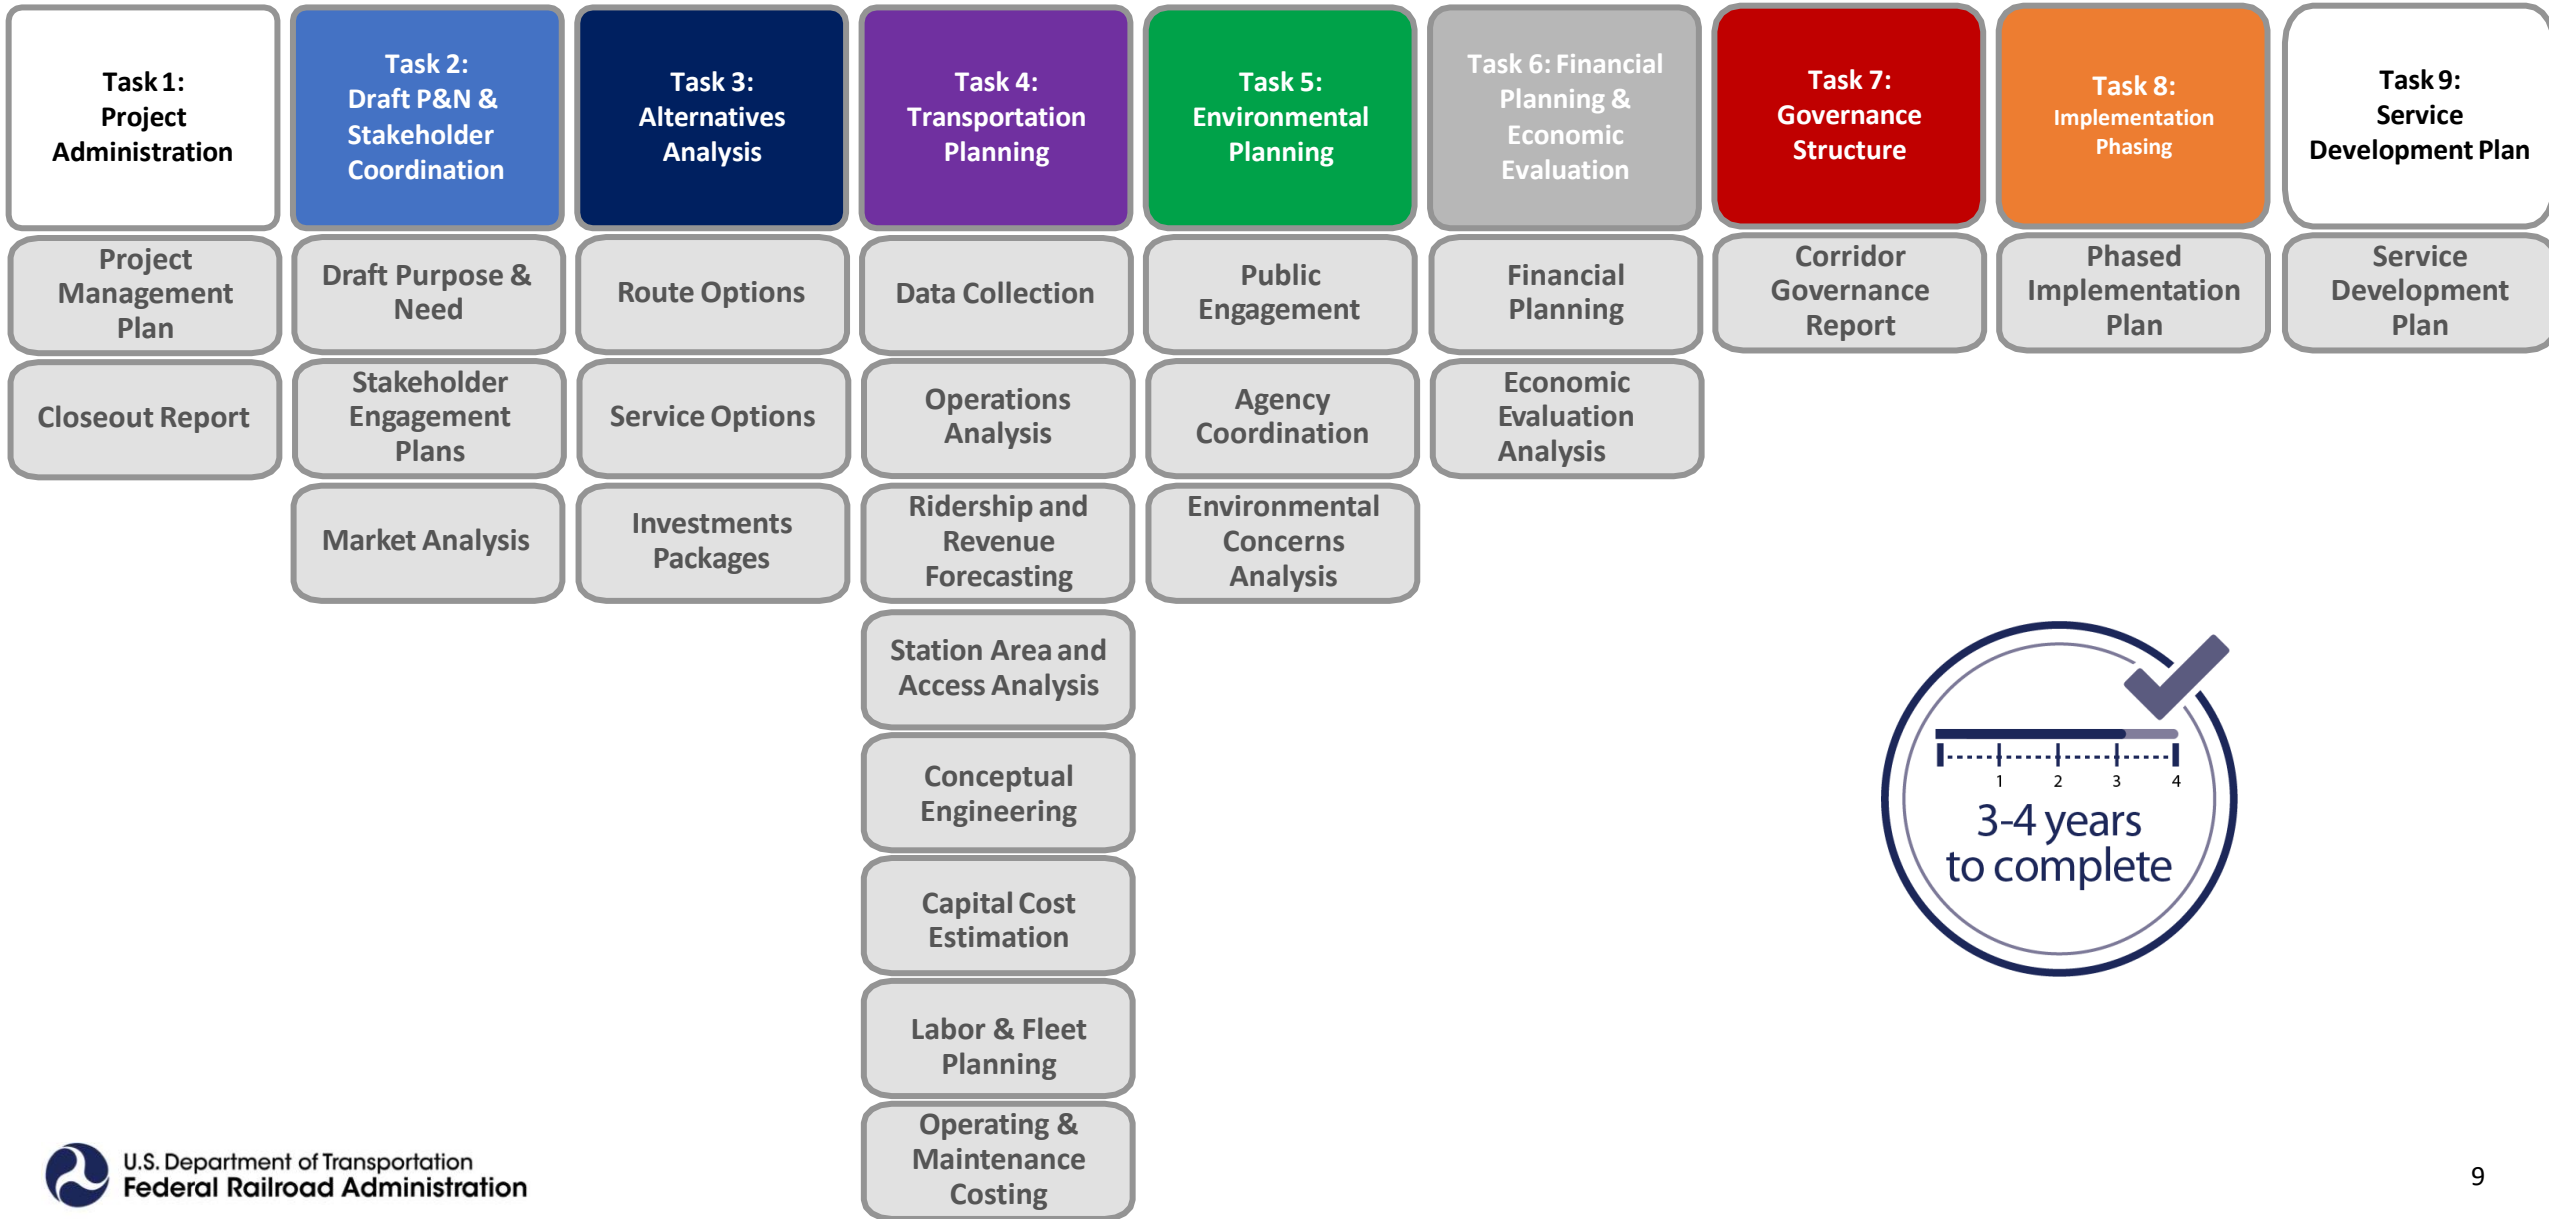 Task 1:
Project
Administration
Project
Management
Plan
Closeout Report
Task 2:
Draft P&N &
Stakeholder
Coordination
Draft Purpose &
Need
Stakeholder
Engagement
Plans
Market Analysis
Task 3:
Alternatives
Analysis
Route Options
Service Options
Investments
Packages
Task 4:
Transportation
Planning
Data Collection
Operations
Analysis
Ridership and
Revenue
Forecasting
Station Area and
Access Analysis
Conceptual
Engineering
Capital Cost
Estimation
Labor & Fleet
Planning
Operating &
Maintenance
Costing
Task 5:
Environmental
Planning
Public
Engagement
Agency
Coordination
Environmental
Concerns
Analysis
Task 6: Financial
Planning &
Economic
Evaluation
Financial
Planning
Economic
Evaluation
Analysis
Task 7:
Governance
Structure
Corridor
Governance
Report
Task 8:
Implementation
Phasing
Phased
Implementation
Plan
Task 9:
Service
Development Plan
Service
Development
Plan
1 2 3 4
3-4 years
to complete
U.S. Department of Transportation
Federal Railroad Administration
9